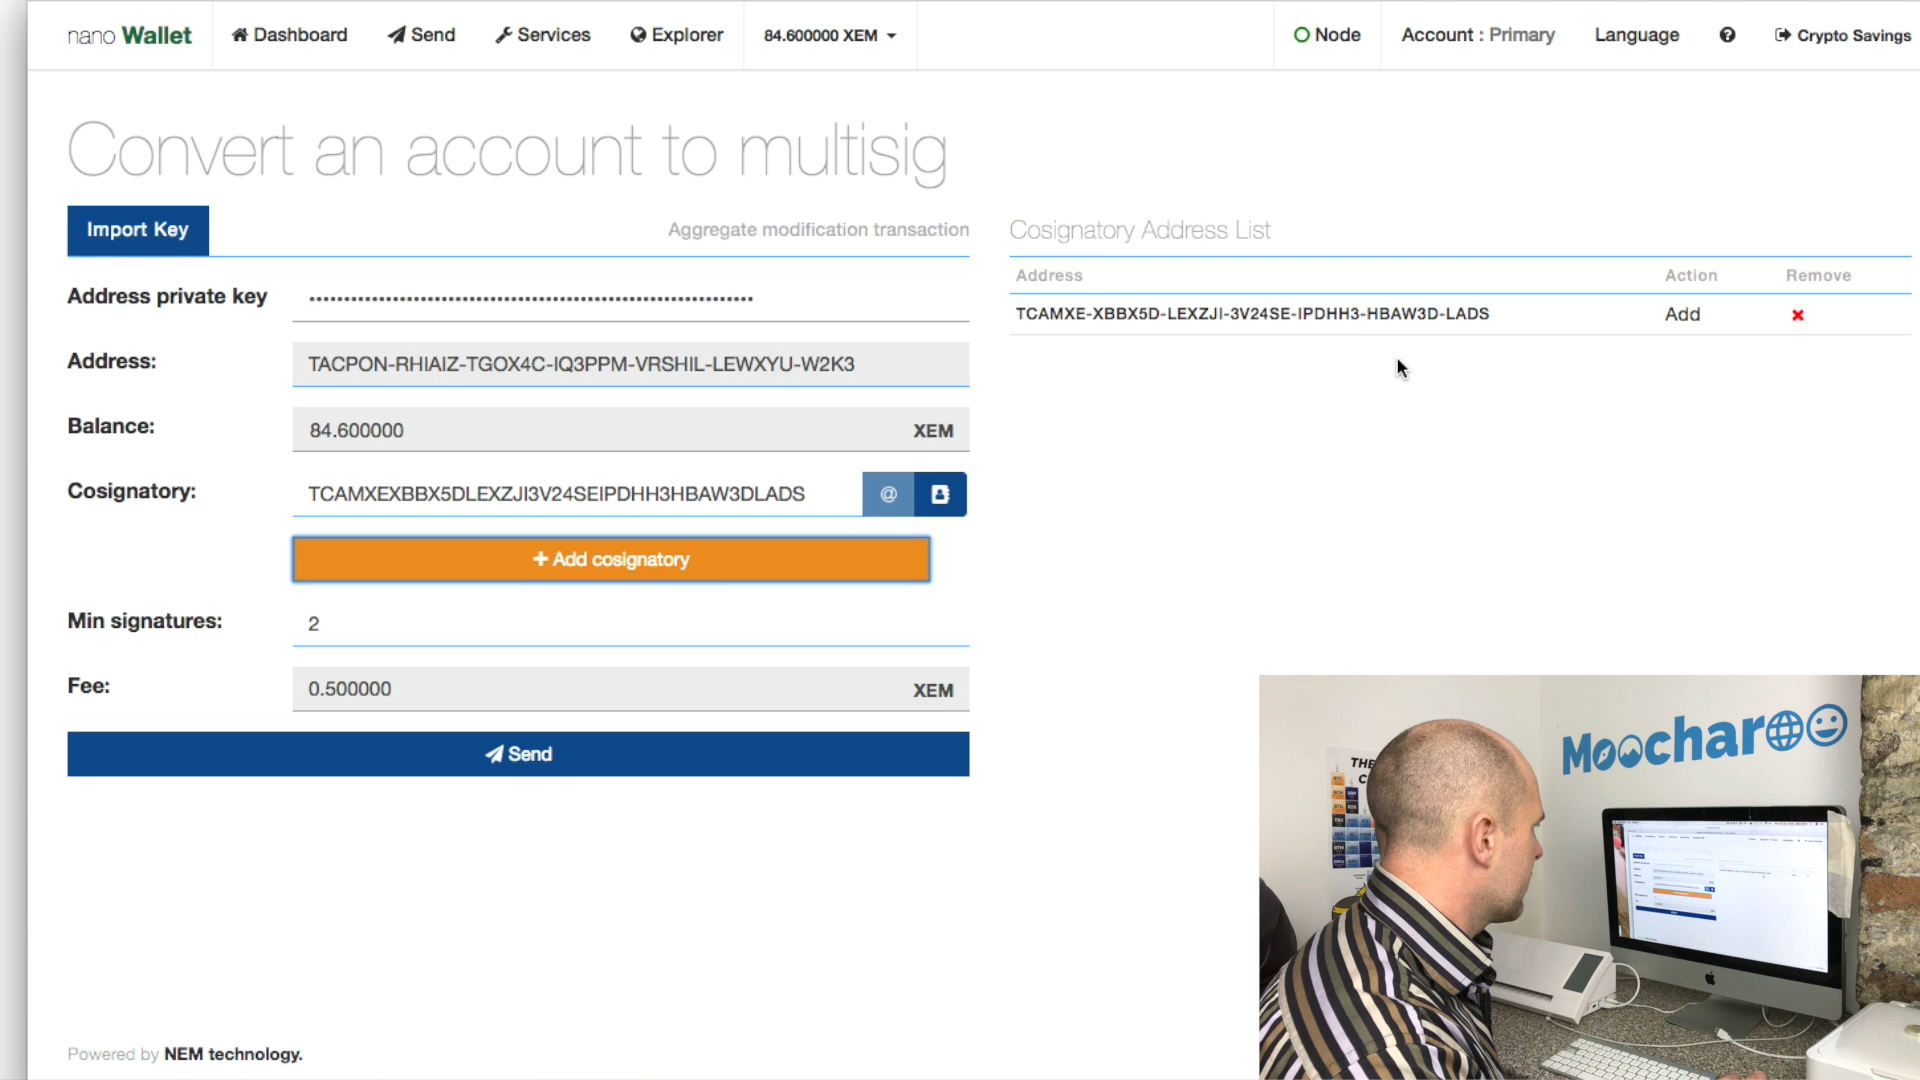 nano Wallet Dashboard Send Services Explorer 84.600000 XEM Node Account : Primary Language Crypto Savings
Convert an account to multisig
Import Key Aggregate modification transaction
Address private key
Address: TACPON-RHIAIZ-TGOX4C-IQ3PPM-VRSHIL-LEWXYU-W2K3
Balance: 84.600000 XEM
Cosignatory: TCAMXEXBBX5DLEXZJI3V24SEIPDHH3HBAW3DLADS @
+ Add cosignatory
Min signatures: 2
Fee: 0.500000 XEM
Send
Cosignatory Address List
Address Action Remove
TCAMXE-XBBX5D-LEXZJI-3V24SE-IPDHH3-HBAW3D-LADS Add
Moocharoo
THE
Powered by NEM technology.